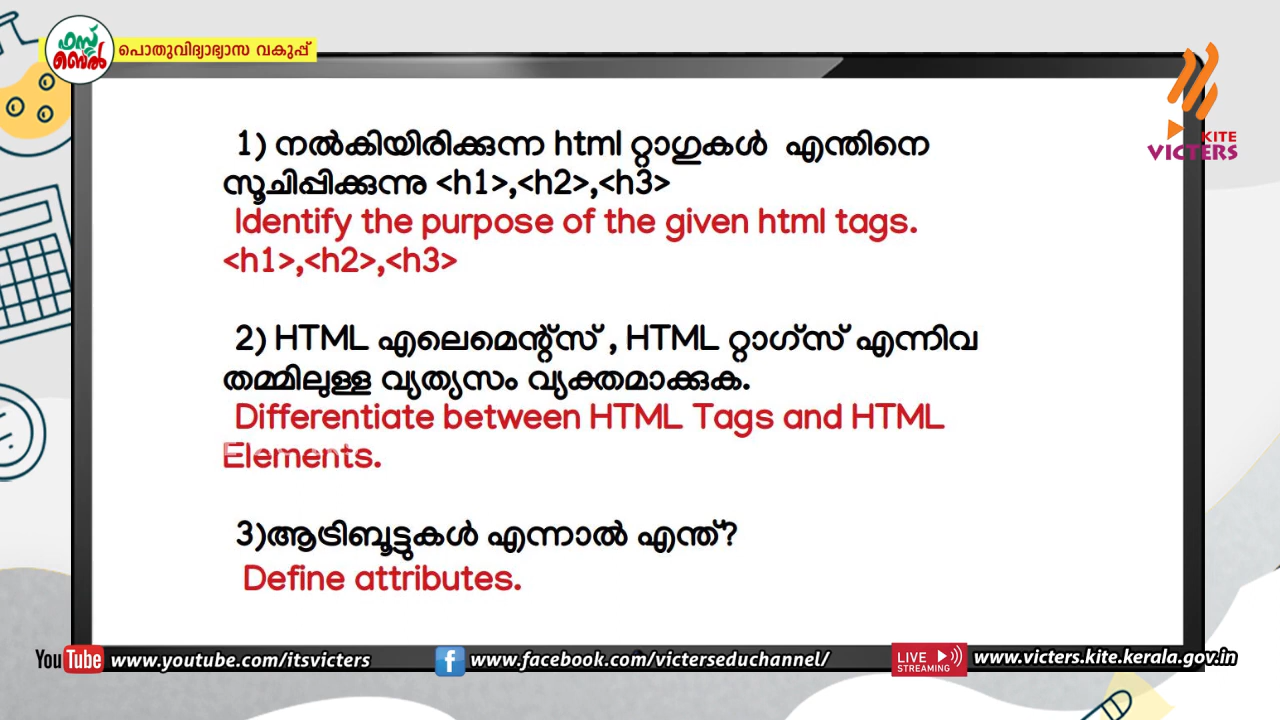 ഫസ്റ്റ്
ബെൽ
പൊതുവിദ്യാഭ്യാസ വകുപ്പ്
KITE
VICTERS
1) നൽകിയിരിക്കുന്ന html റ്റാഗുകൾ എന്തിനെ
സൂചിപ്പിക്കുന്നു <h1>,<h2>,<h3>
Identify the purpose of the given html tags.
<h1>,<h2>,<h3>
2) HTML എലെമെന്റ്സ് , HTML റ്റാഗ്സ് എന്നിവ
തമ്മിലുള്ള വ്യത്യസം വ്യക്തമാക്കുക.
Differentiate between HTML Tags and HTML
Elements.
3)ആട്രിബൂട്ടുകൾ എന്നാൽ എന്ത്?
Define attributes.
YouTube www.youtube.com/itsvicters
f www.facebook.com/victerseduchannel/
LIVE STREAMING www.victers.kite.kerala.gov.in